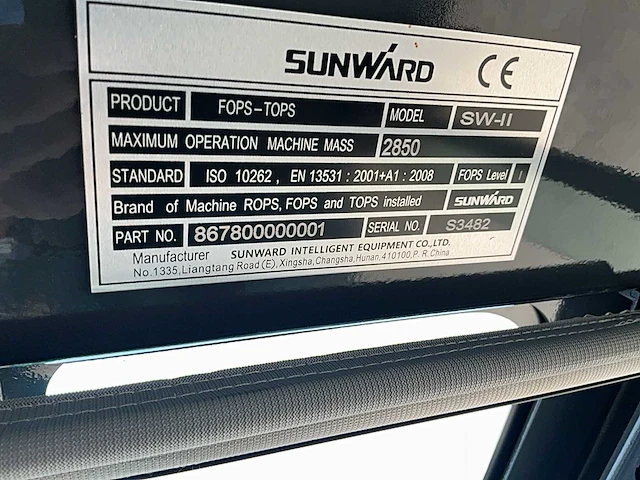 SUNWARD CE
PRODUCT FOPS-TOPS MODEL SW-II
MAXIMUM OPERATION MACHINE MASS 2850
STANDARD ISO 10262, EN 13531:2001+A1:2008 FOPS Level I
Brand of Machine ROPS, FOPS and TOPS installed SUNWARD
PART NO. 867800000001 SERIAL NO. S3482
Manufacturer SUNWARD INTELLIGENT EQUIPMENT CO.,LTD.
No.1335,Liangtang Road (E),Xingsha,Changsha,Hunan,410100,P.R.China